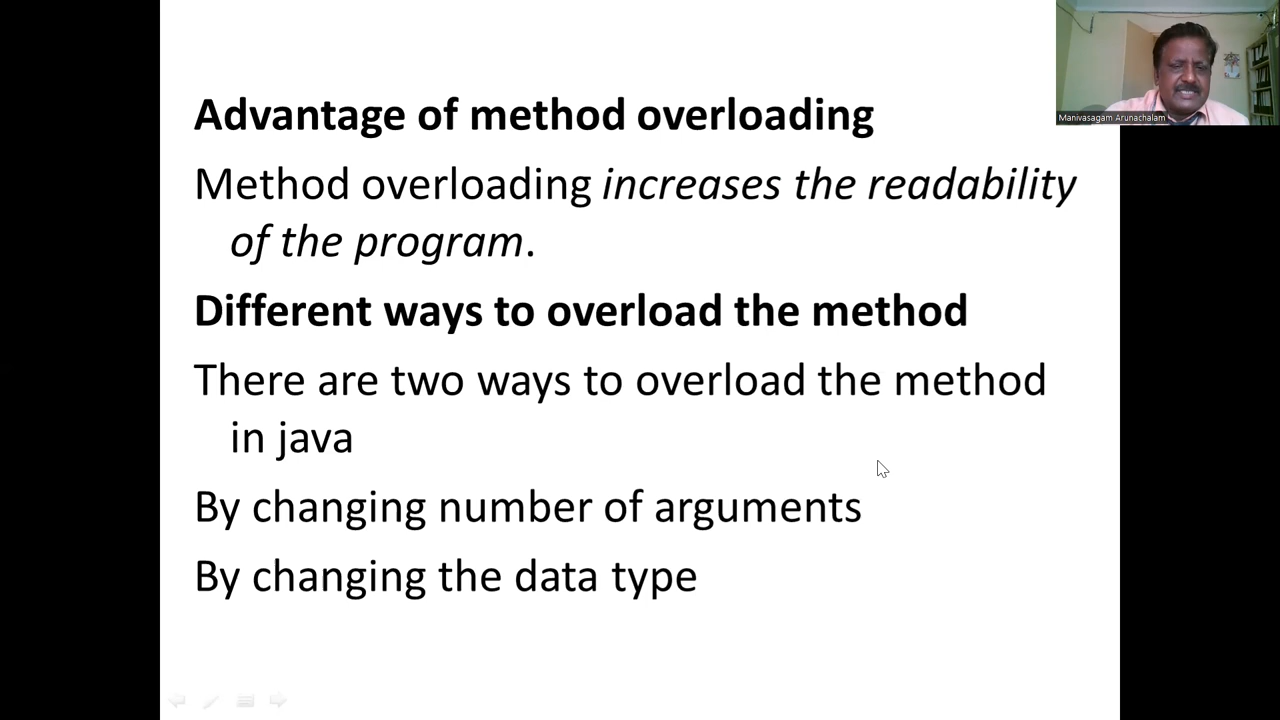 Advantage of method overloading
Method overloading increases the readability
of the program.
Different ways to overload the method
There are two ways to overload the method
in java
By changing number of arguments
By changing the data type
Manivasagam Arunachalam